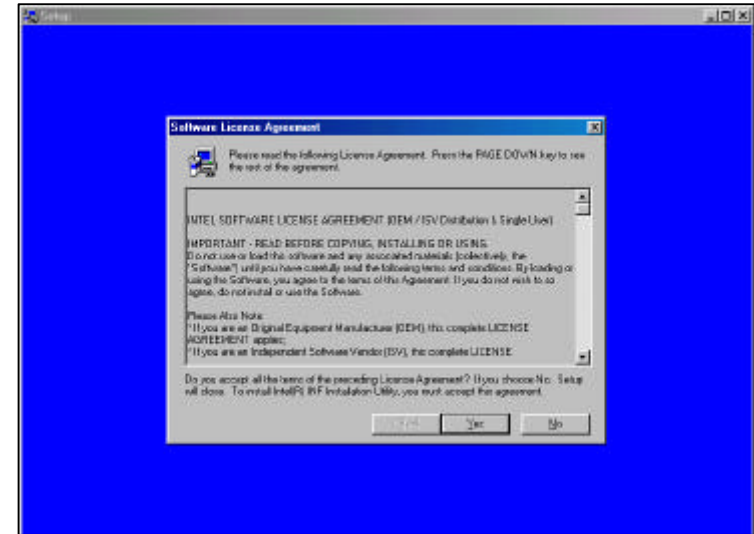 Setup
Software License Agreement
Please read the following License Agreement. Press the PAGE DOWN key to see
the rest of the agreement.
INTEL SOFTWARE LICENSE AGREEMENT (OEM / ISV Distribution & Single User)
IMPORTANT - READ BEFORE COPYING, INSTALLING OR USING.
Do not use or load this software and any associated materials (collectively, the
"Software") until you have carefully read the following terms and conditions. By loading or
using the Software, you agree to the terms of this Agreement. If you do not wish to so
agree, do not install or use the Software.
Please Also Note:
* If you are an Original Equipment Manufacturer (OEM), this complete LICENSE
AGREEMENT applies;
* If you are an Independent Software Vendor (ISV), this complete LICENSE
Do you accept all the terms of the preceding License Agreement? If you choose No, Setup
will close. To install Intel(R) INF Installation Utility, you must accept this agreement.
Yes
No